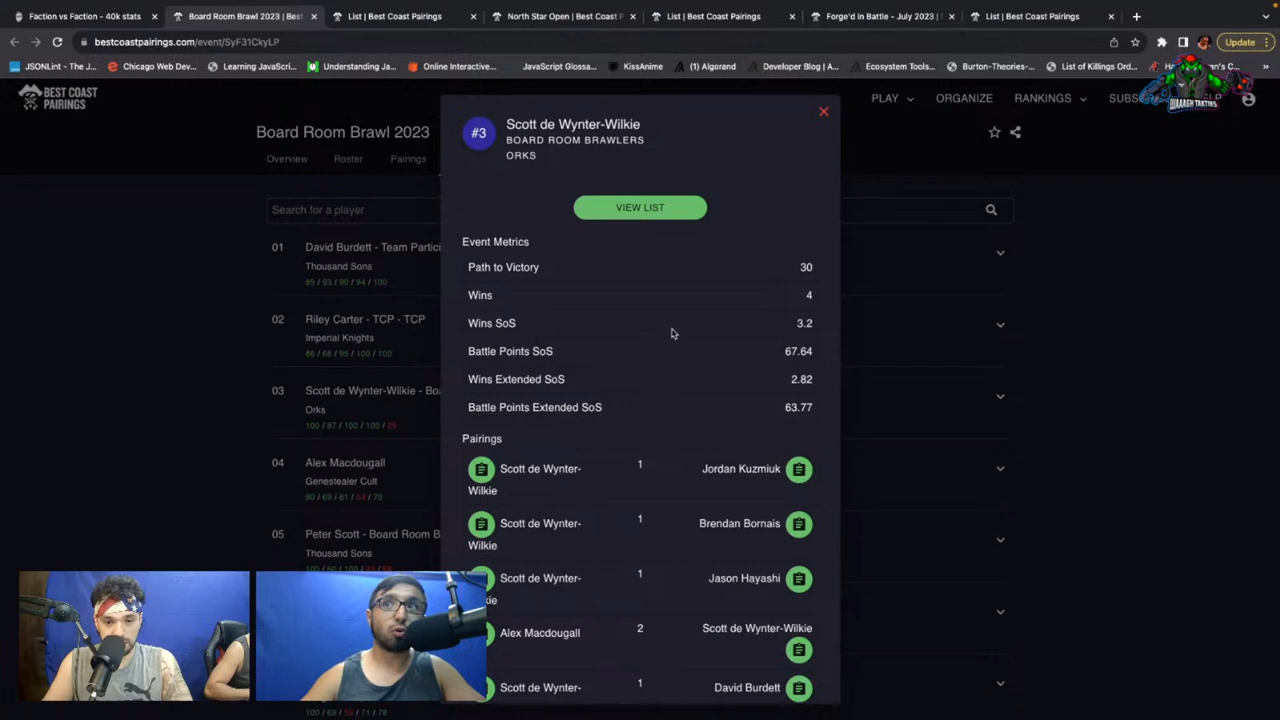 Faction vs Faction - 40k stats
Board Room Brawl 2023 | Best
List | Best Coast Pairings
North Star Open | Best Coast P
List | Best Coast Pairings
Forge'd in Battle - July 2023 |
List | Best Coast Pairings
bestcoastpairings.com/event/SyF31CkyLP
Update
JSONLint - The J...
Chicago Web Dev...
Learning JavaScri...
Understanding Ja...
Online Interactive...
JavaScript Glossa...
KissAnime
(1) Algorand
Developer Blog | A...
Ecosystem Tools...
Burton-Theories-...
List of Killings Ord...
WAAAGH TAKTIKS
BEST COAST
PAIRINGS
PLAY
ORGANIZE
RANKINGS
Board Room Brawl 2023
Overview
Roster
Pairings
Search for a player
01
David Burdett - Team Partici
Thousand Sons
85 / 93 / 90 / 94 / 100
02
Riley Carter - TCP - TCP
Imperial Knights
86 / 68 / 95 / 100 / 100
03
Scott de Wynter-Wilkie - Boa
Orks
100 / 87 / 100 / 100 /
04
Alex Macdougall
Genestealer Cult
90 / 69 / 81 / 54 / 70
05
Peter Scott - Board Room B
Thousand Sons
#3
Scott de Wynter-Wilkie
BOARD ROOM BRAWLERS
ORKS
VIEW LIST
Event Metrics
Path to Victory 30
Wins 4
Wins SoS 3.2
Battle Points SoS 67.64
Wins Extended SoS 2.82
Battle Points Extended SoS 63.77
Pairings
Scott de Wynter-
Wilkie
1
Jordan Kuzmiuk
Scott de Wynter-
Wilkie
1
Brendan Bornais
Scott de Wynter-
kie
1
Jason Hayashi
Alex Macdougall
2
Scott de Wynter-Wilkie
Scott de Wynter-
1
David Burdett